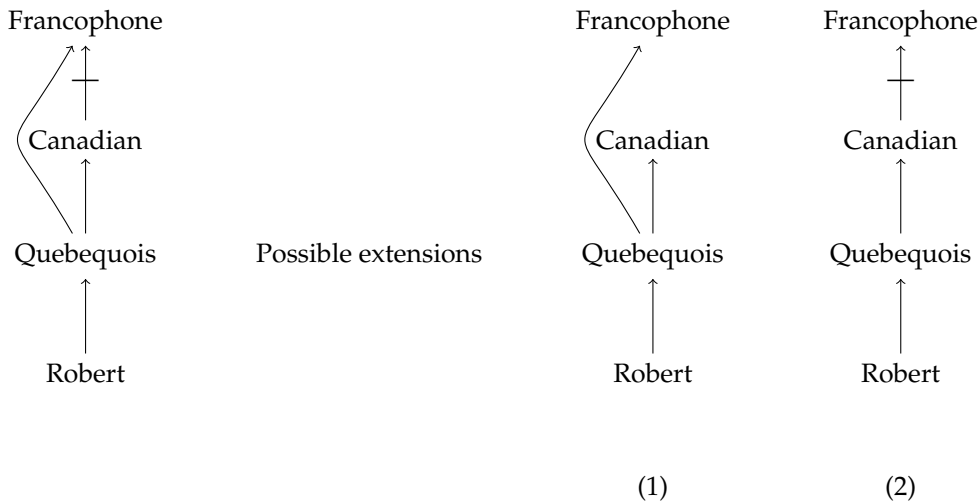 Francophone Francophone Francophone
Canadian Canadian Canadian
Quebequois Possible extensions Quebequois Quebequois
Robert Robert Robert
(1) (2)